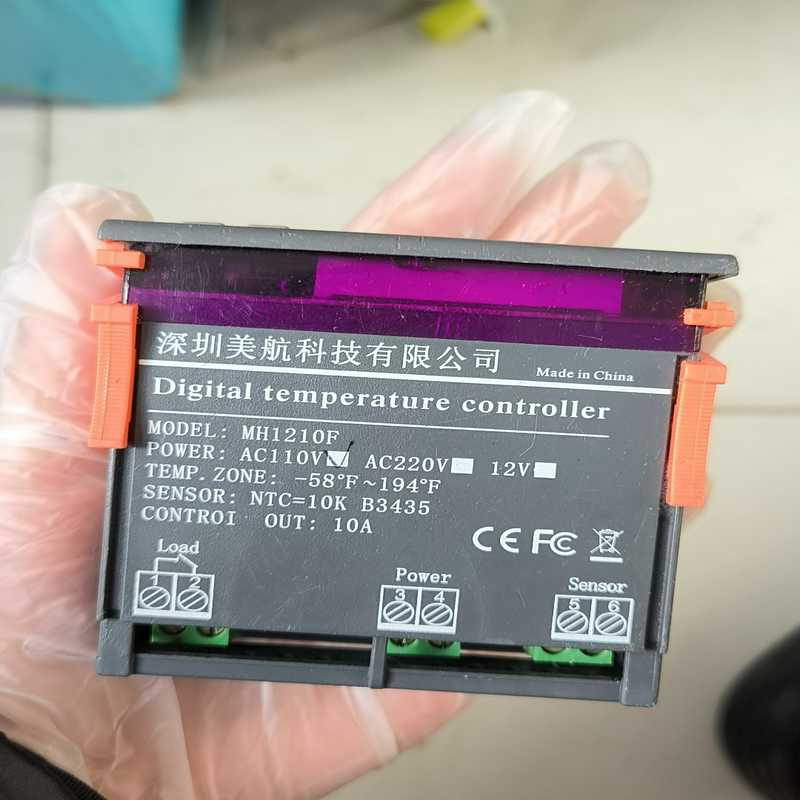 深圳美航科技有限公司 Made in China
Digital temperature controller
MODEL: MH1210F
POWER: AC110V AC220V 12V
TEMP. ZONE: -58°F~194°F
SENSOR: NTC=10K B3435
CONTROI OUT: 10A
CE FC
Load
1 2
Power
3 4
Sensor
5 6